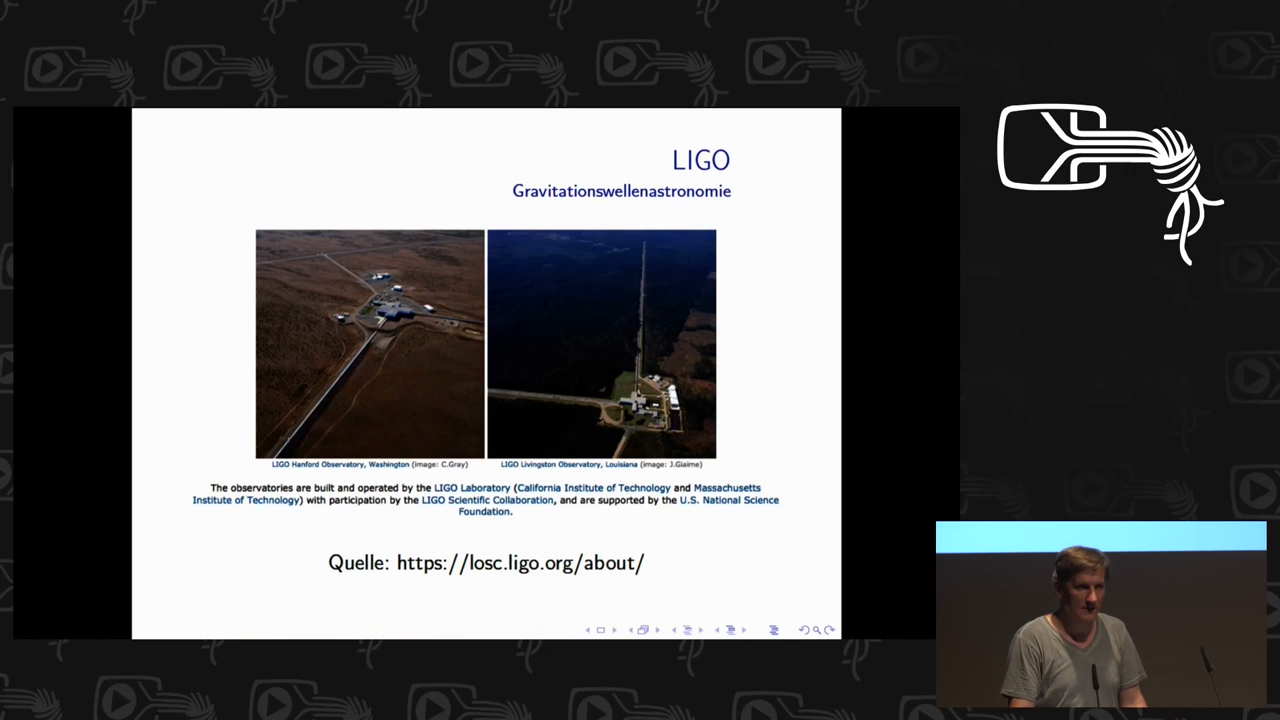 LIGO
Gravitationswellenastronomie
LIGO Hanford Observatory, Washington (image: C.Gray)
LIGO Livingston Observatory, Louisiana (image: J.Giaime)
The observatories are built and operated by the LIGO Laboratory (California Institute of Technology and Massachusetts
Institute of Technology) with participation by the LIGO Scientific Collaboration, and are supported by the U.S. National Science
Foundation.
Quelle: https://losc.ligo.org/about/